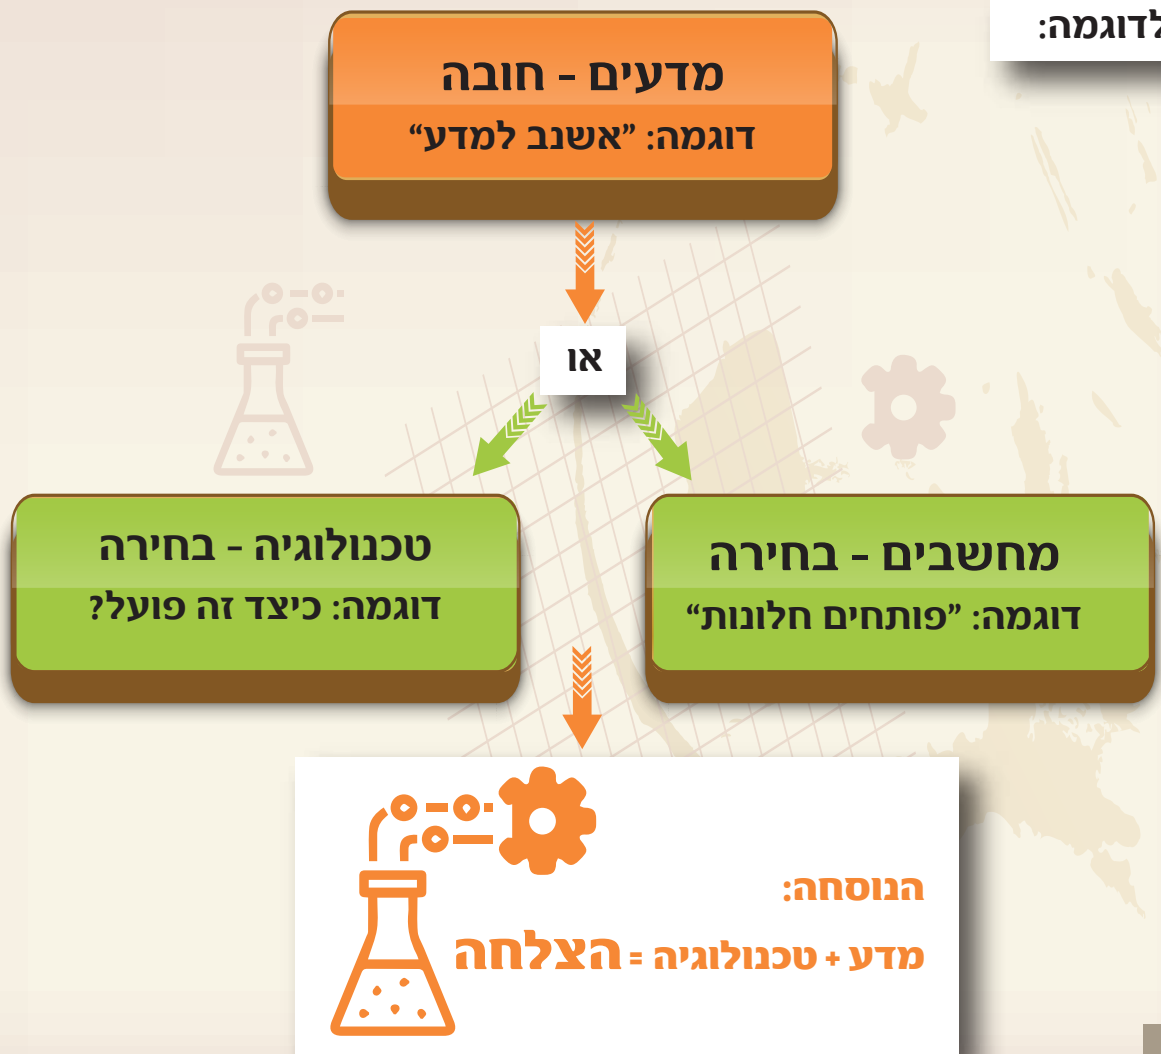 לדוגמה:
מדעים - חובה
דוגמה: "אשנב למדע"
או
מחשבים - בחירה
דוגמה: "פותחים חלונות"
טכנולוגיה - בחירה
דוגמה: כיצד זה פועל?
הנוסחה:
מדע + טכנולוגיה = הצלחה